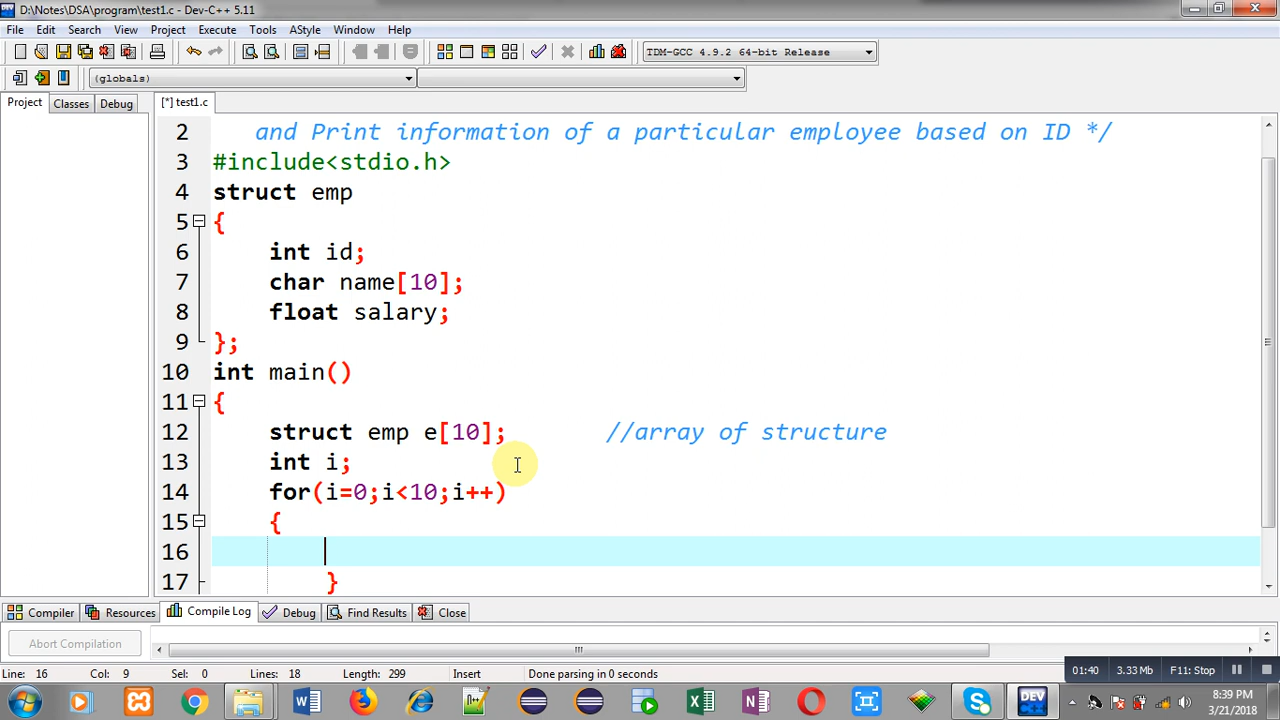 D:\Notes\DSA\program\test1.c - Dev-C++ 5.11
File Edit Search View Project Execute Tools AStyle Window Help
TDM-GCC 4.9.2 64-bit Release
(globals)
Project Classes Debug [*] test1.c
2 and Print information of a particular employee based on ID */
3 #include<stdio.h>
4 struct emp
5 {
6 int id;
7 char name[10];
8 float salary;
9 };
10 int main()
11 {
12 struct emp e[10]; //array of structure
13 int i;
14 for(i=0;i<10;i++)
15 {
16
17 }
Compiler Resources Compile Log Debug Find Results Close
Abort Compilation
Line: 16 Col: 9 Sel: 0 Lines: 18 Length: 299 Insert Done parsing in 0 seconds
01:40 3.33 Mb F11: Stop
DEV
8:39 PM
3/21/2018